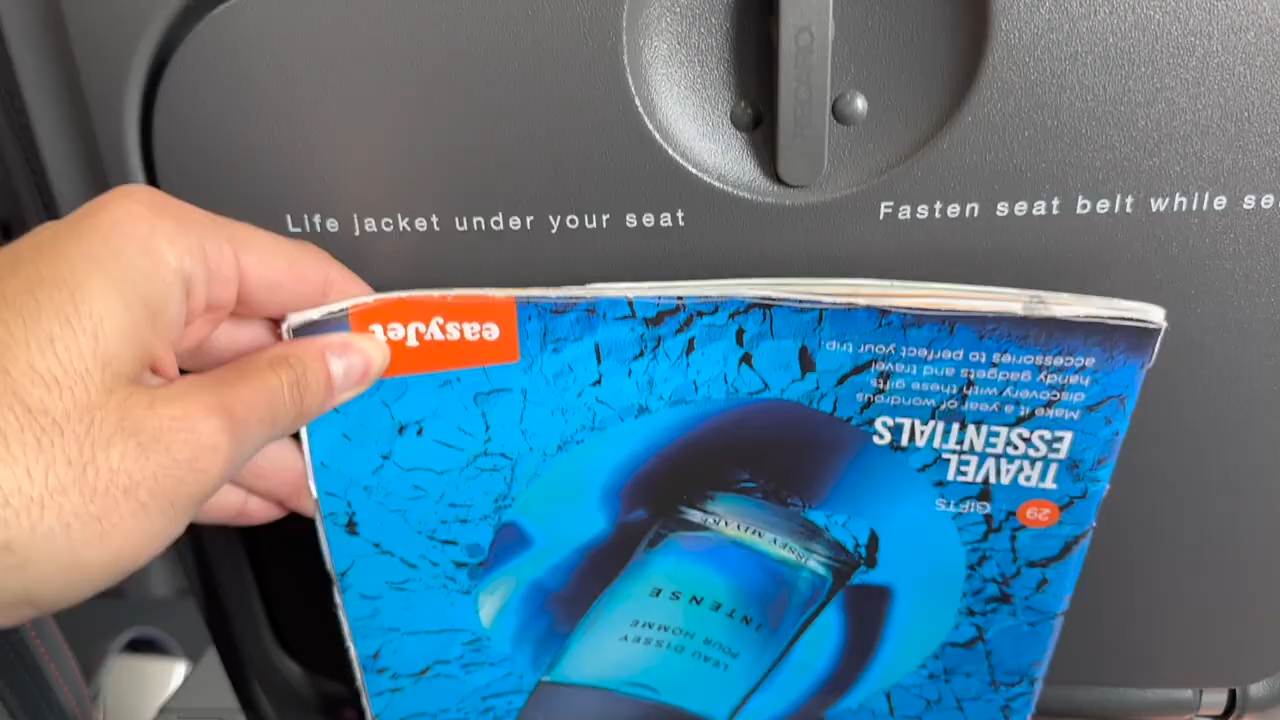 RECARO
Life jacket under your seat
Fasten seat belt while se
easyJet
29 GIFTS
TRAVEL
ESSENTIALS
Make it a year of wondrous
discovery with these gifts,
handy gadgets and travel
accessories to perfect your trip.
L'EAU D'ISSEY
POUR HOMME
INTENSE
ISSEY MIYAKE